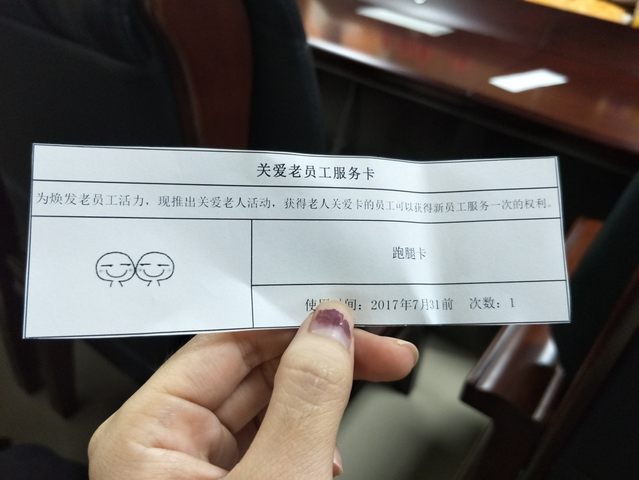 关爱老员工服务卡
为焕发老员工活力，现推出关爱老人活动，获得老人关爱卡的员工可以获得新员工服务一次的权利。
跑腿卡
使用时间：2017年7月31前 次数：1